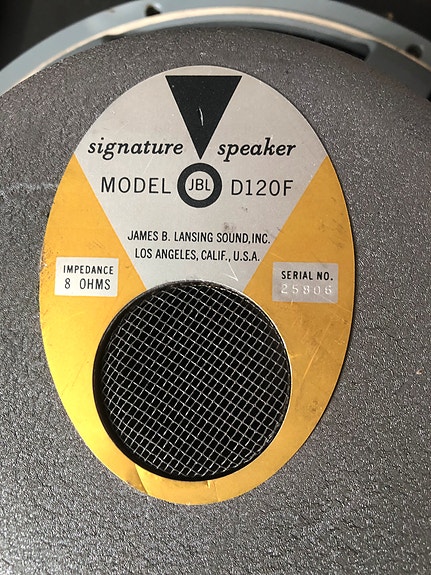 signature speaker
MODEL JBL D120F
JAMES B. LANSING SOUND, INC.
LOS ANGELES, CALIF., U.S.A.
IMPEDANCE
8 OHMS
SERIAL NO.
25806